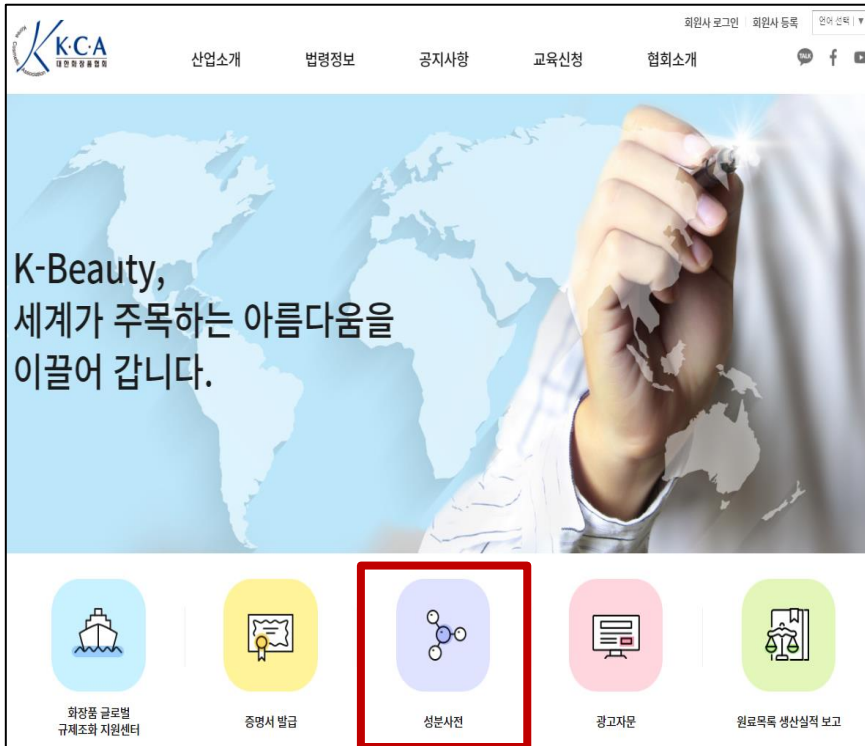 회원사 로그인 회원사 등록 언어 선택 ▼
Korea Cosmetic Association
K·C·A
대한화장품협회
산업소개 법령정보 공지사항 교육신청 협회소개
TALK f
K-Beauty,
세계가 주목하는 아름다움을
이끌어 갑니다.
화장품 글로벌
규제조화 지원센터
증명서 발급
성분사전
광고자문
원료목록 생산실적 보고